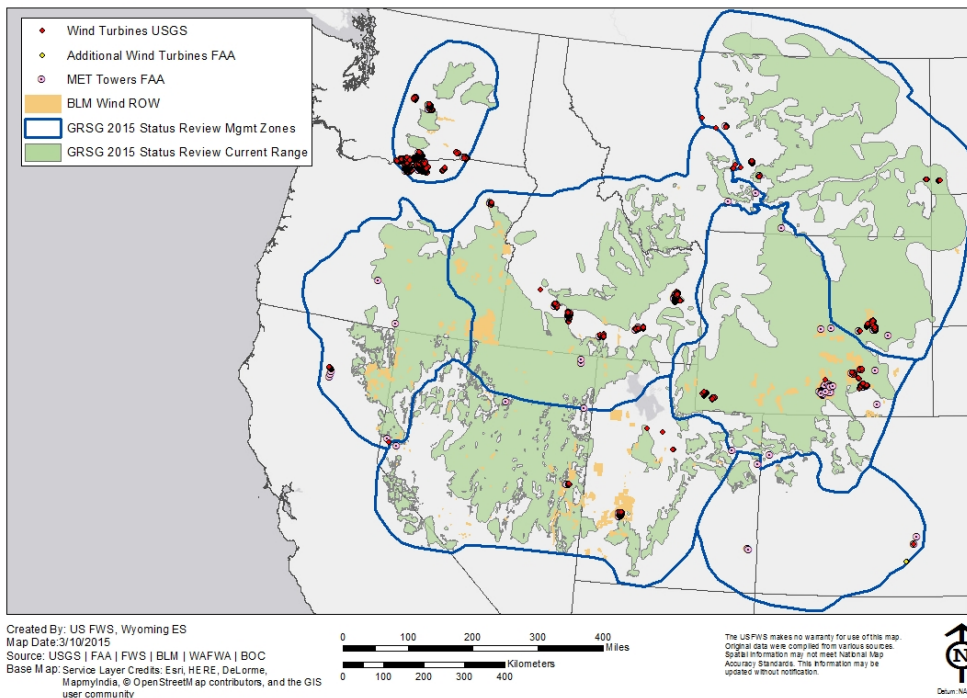 Wind Turbines USGS
Additional Wind Turbines FAA
MET Towers FAA
BLM Wind ROW
GRSG 2015 Status Review Mgmt Zones
GRSG 2015 Status Review Current Range
Created By: US FWS, Wyoming ES
Map Date:3/10/2015
Source: USGS | FAA | FWS | BLM | WAFWA | BOC
Base Map: Service Layer Credits: Esri, HERE, DeLorme,
MapmyIndia, © OpenStreetMap contributors, and the GIS
user community
0 100 200 300 400
Miles
Kilometers
0 100 200 300 400
The USFWS makes no warranty for use of this map.
Original data were compiled from various sources.
Spatial information may not meet National Map
Accuracy Standards. This information may be
updated without notification.
N
Datum: NA